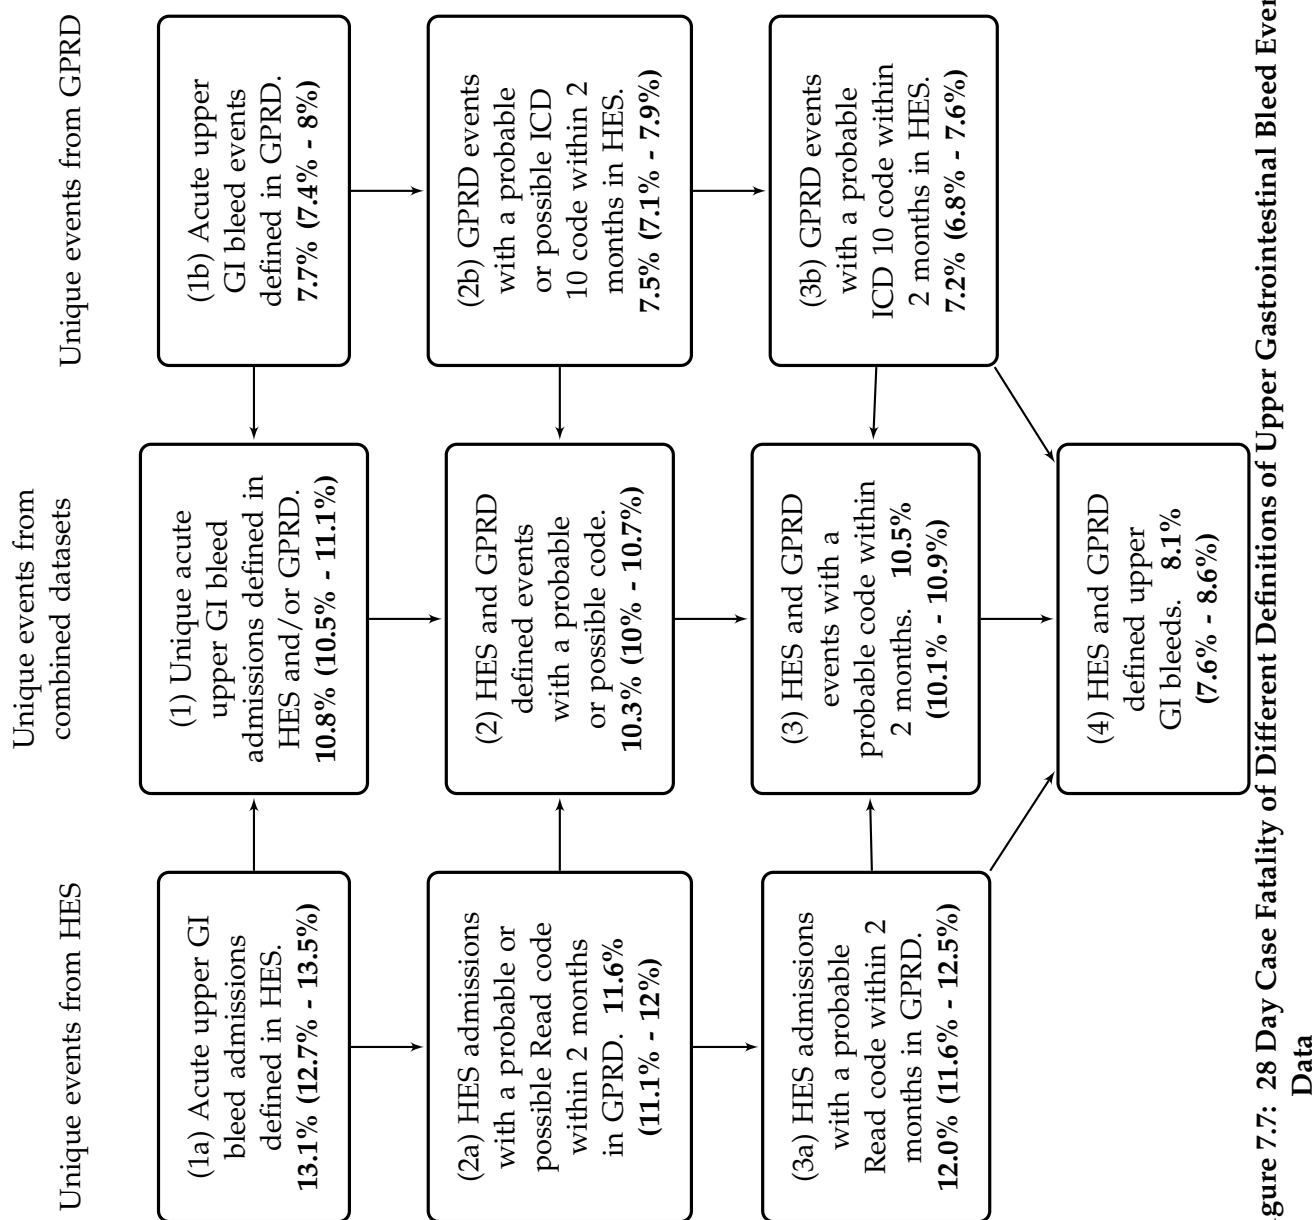 Unique events from HES
Unique events from
combined datasets
Unique events from GPRD
(1a) Acute upper GI
bleed admissions
defined in HES.
13.1% (12.7% - 13.5%)
(1) Unique acute
upper GI bleed
admissions defined in
HES and/or GPRD.
10.8% (10.5% - 11.1%)
(1b) Acute upper
GI bleed events
defined in GPRD.
7.7% (7.4% - 8%)
(2a) HES admissions
with a probable or
possible Read code
within 2 months
in GPRD. 11.6%
(11.1% - 12%)
(2) HES and GPRD
defined events
with a probable
or possible code.
10.3% (10% - 10.7%)
(2b) GPRD events
with a probable
or possible ICD
10 code within 2
months in HES.
7.5% (7.1% - 7.9%)
(3a) HES admissions
with a probable
Read code within 2
months in GPRD.
12.0% (11.6% - 12.5%)
(3) HES and GPRD
events with a
probable code within
2 months. 10.5%
(10.1% - 10.9%)
(3b) GPRD events
with a probable
ICD 10 code within
2 months in HES.
7.2% (6.8% - 7.6%)
(4) HES and GPRD
defined upper
GI bleeds. 8.1%
(7.6% - 8.6%)
gure 7.7: 28 Day Case Fatality of Different Definitions of Upper Gastrointestinal Bleed Even
Data